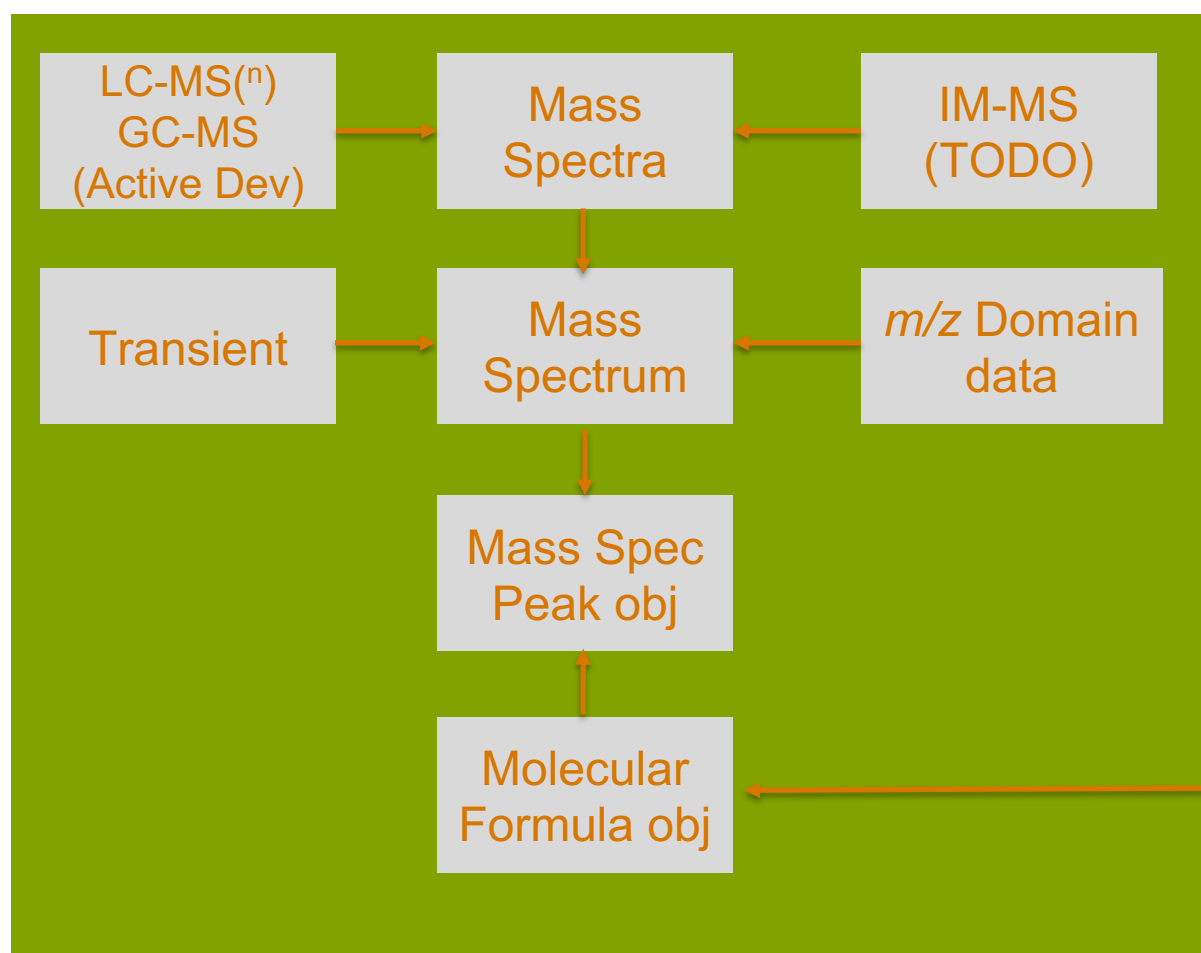 LC-MS(ⁿ)
GC-MS
(Active Dev)
Mass
Spectra
IM-MS
(TODO)
Transient
Mass
Spectrum
m/z Domain
data
Mass Spec
Peak obj
Molecular
Formula obj